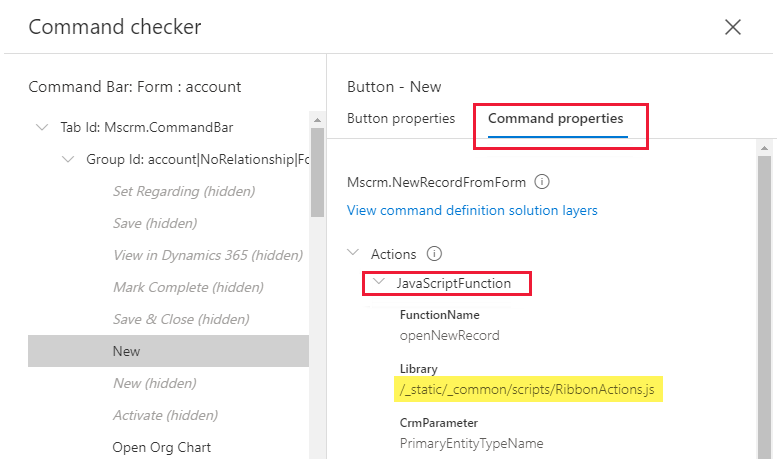 Command checker
Command Bar: Form : account
Tab Id: Mscrm.CommandBar
Group Id: account|NoRelationship|Fo
Set Regarding (hidden)
Save (hidden)
View in Dynamics 365 (hidden)
Mark Complete (hidden)
Save & Close (hidden)
New
New (hidden)
Activate (hidden)
Open Org Chart
Button - New
Button properties
Command properties
Mscrm.NewRecordFromForm
View command definition solution layers
Actions
JavaScriptFunction
FunctionName
openNewRecord
Library
/_static/_common/scripts/RibbonActions.js
CrmParameter
PrimaryEntityTypeName